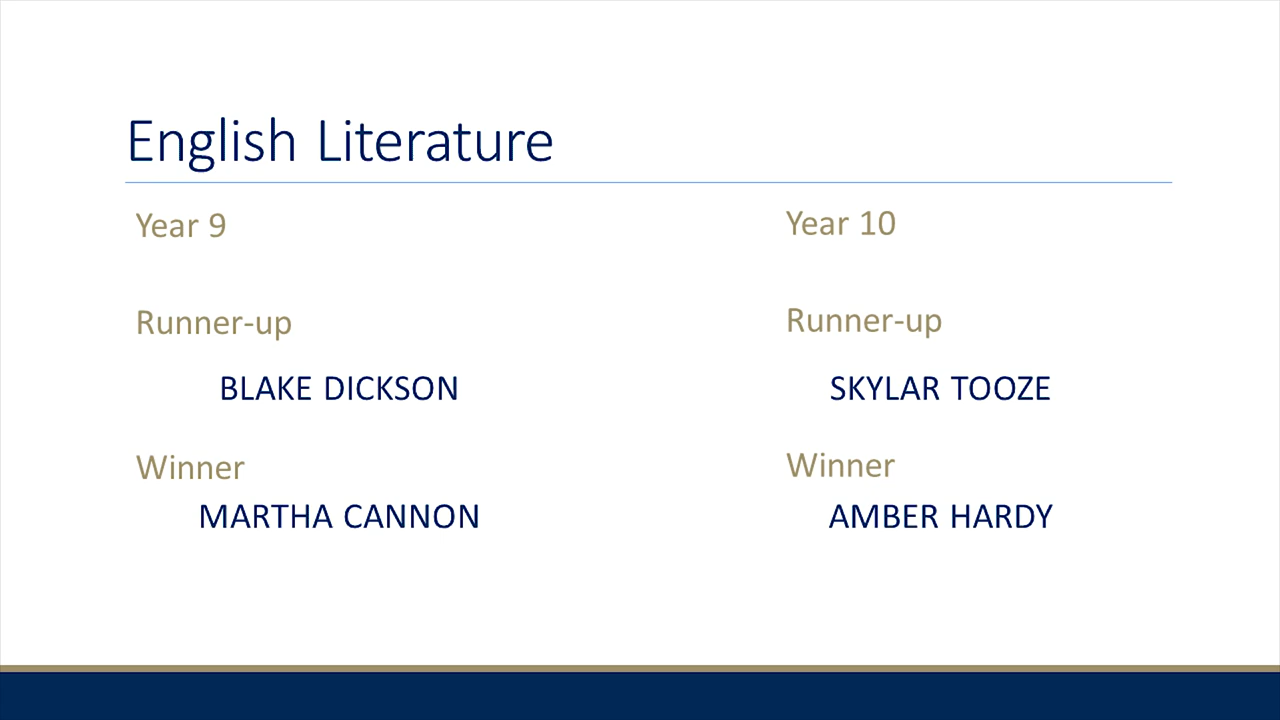 English Literature
Year 9
Runner-up
BLAKE DICKSON
Winner
MARTHA CANNON
Year 10
Runner-up
SKYLAR TOOZE
Winner
AMBER HARDY